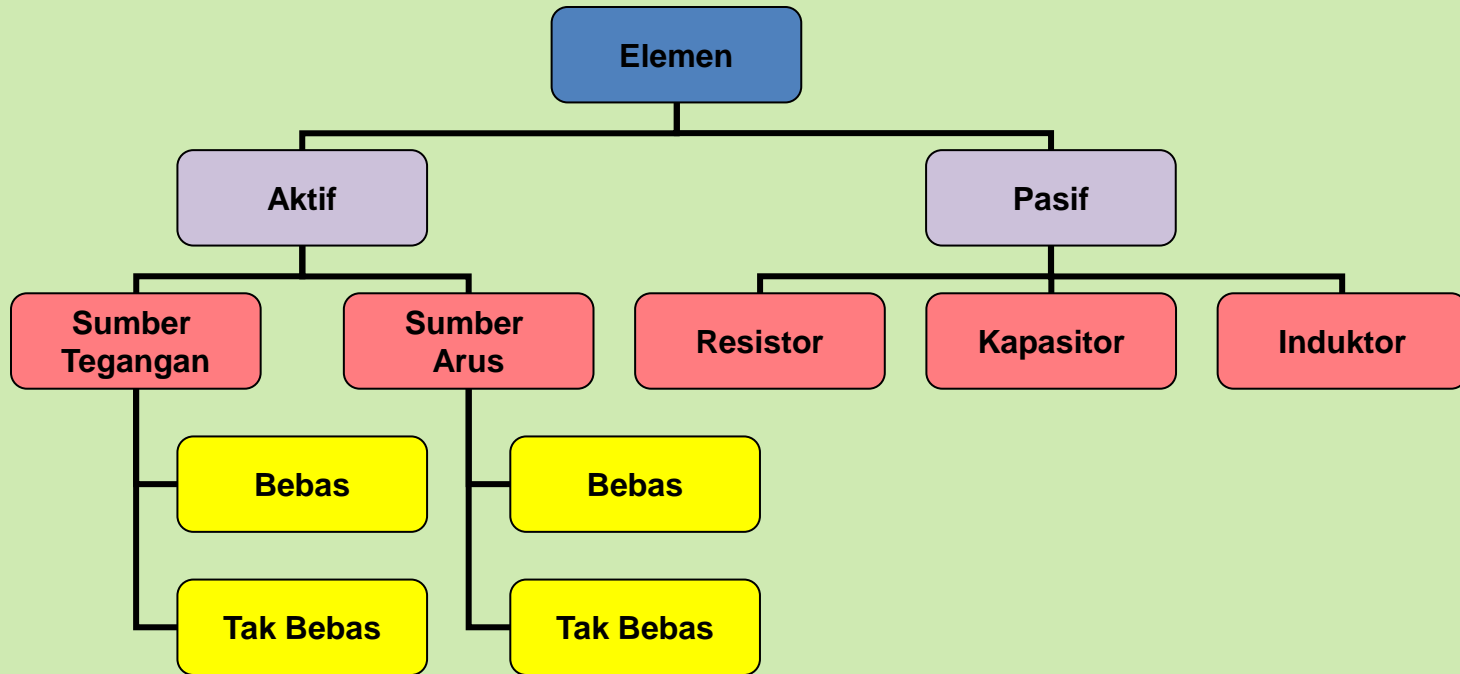 Elemen
Aktif
Pasif
Sumber
Tegangan
Sumber
Arus
Resistor
Kapasitor
Induktor
Bebas
Bebas
Tak Bebas
Tak Bebas